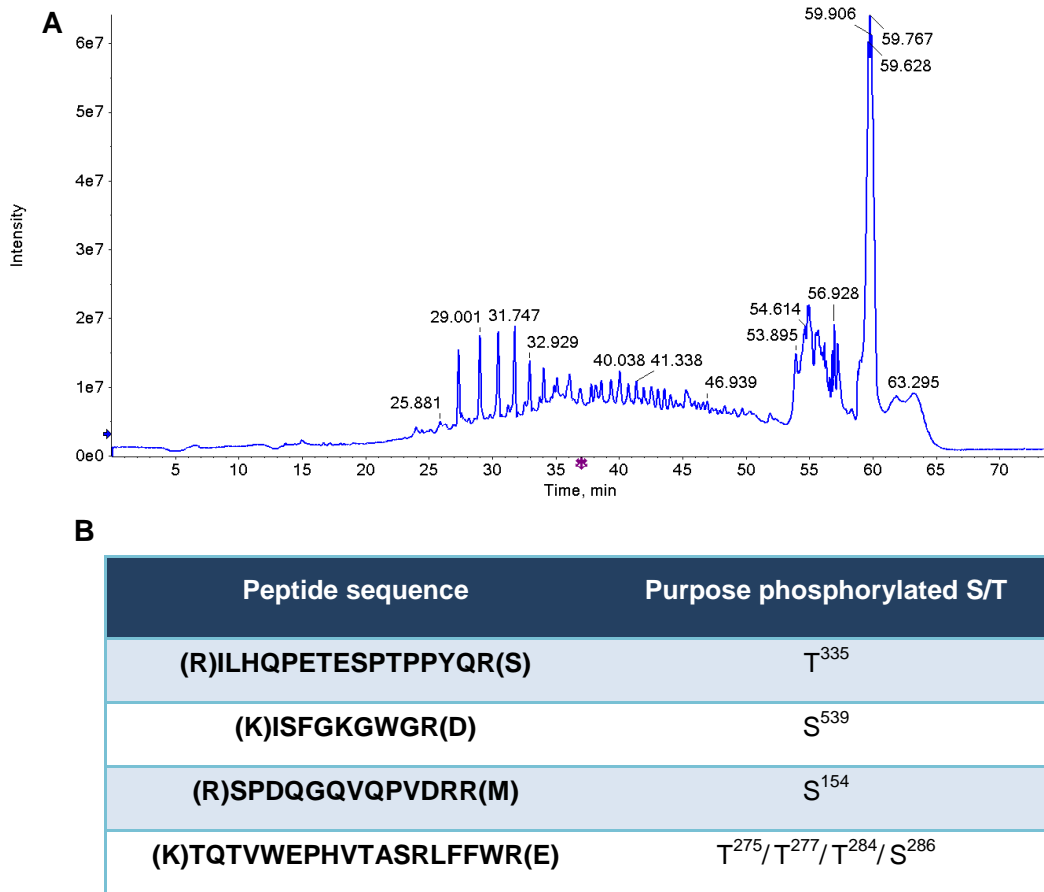 A
59.906
59.767
59.628
6e7
5e7
4e7
3e7
2e7
1e7
0e0
Intensity
29.001
31.747
32.929
25.881
40.038
41.338
46.939
54.614
56.928
53.895
63.295
5 10 15 20 25 30 35 40 45 50 55 60 65 70
Time, min
B
Peptide sequence Purpose phosphorylated S/T
(R)ILHQPETESPTPPYQR(S) T335
(K)ISFGKGWGR(D) S539
(R)SPDQGQVQPVDRR(M) S154
(K)TQTVWEPHVTASRLFFWR(E) T275/ T277/ T284/ S286